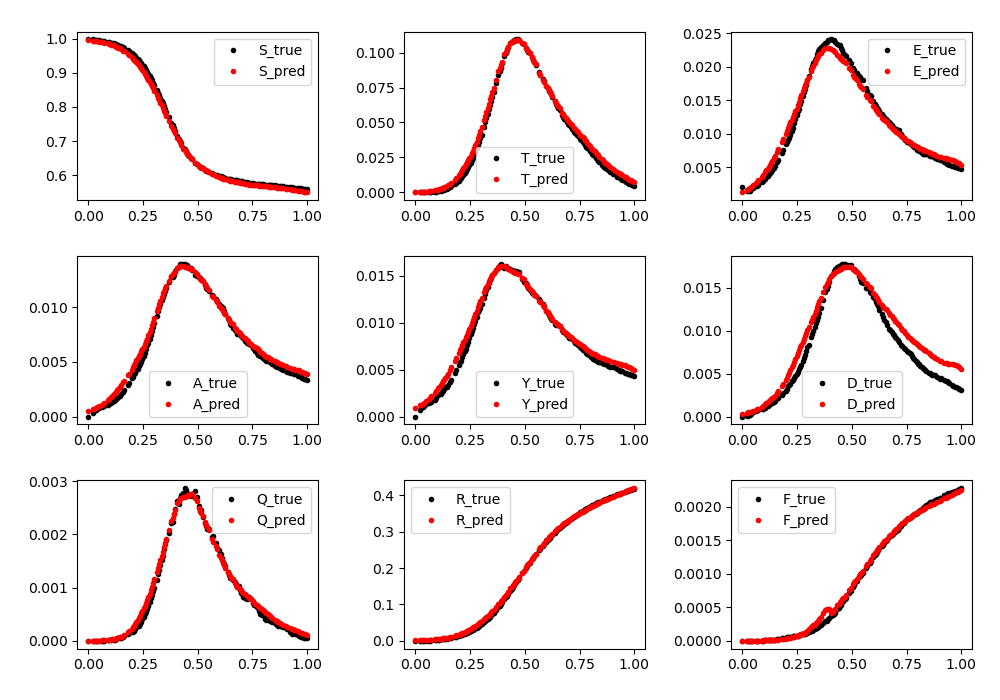 1.0
0.9
0.8
0.7
0.6
0.00 0.25 0.50 0.75 1.00
S_true
S_pred
0.100
0.075
0.050
0.025
0.000
0.00 0.25 0.50 0.75 1.00
T_true
T_pred
0.025
0.020
0.015
0.010
0.005
0.00 0.25 0.50 0.75 1.00
E_true
E_pred
0.010
0.005
0.000
0.00 0.25 0.50 0.75 1.00
A_true
A_pred
0.015
0.010
0.005
0.000
0.00 0.25 0.50 0.75 1.00
Y_true
Y_pred
0.015
0.010
0.005
0.000
0.00 0.25 0.50 0.75 1.00
D_true
D_pred
0.003
0.002
0.001
0.000
0.00 0.25 0.50 0.75 1.00
Q_true
Q_pred
0.4
0.3
0.2
0.1
0.0
0.00 0.25 0.50 0.75 1.00
R_true
R_pred
0.0020
0.0015
0.0010
0.0005
0.0000
0.00 0.25 0.50 0.75 1.00
F_true
F_pred